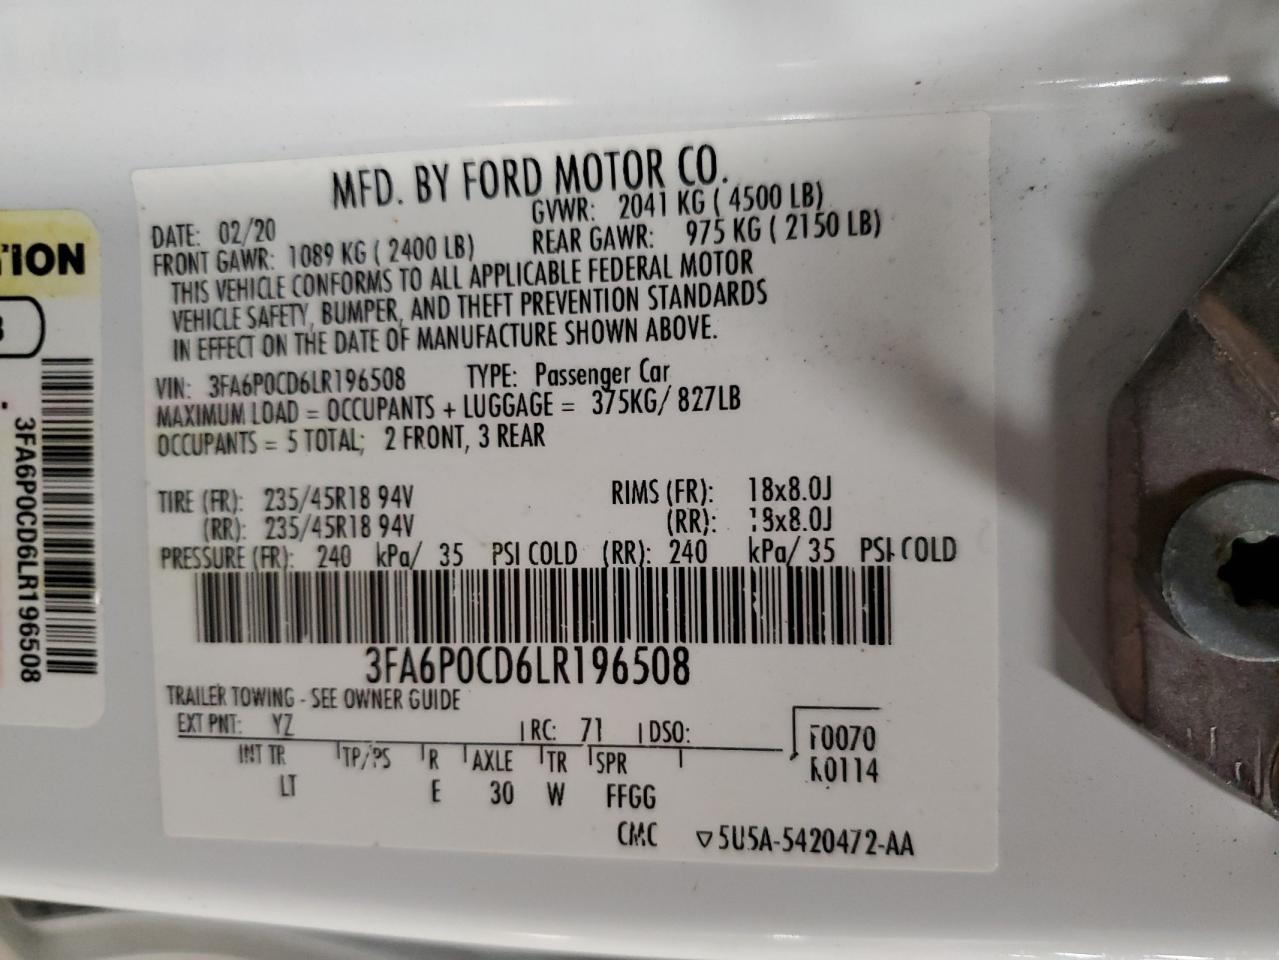 TION
3FA6P0CD6LR196508
MFD. BY FORD MOTOR CO.
DATE: 02/20 GVWR: 2041 KG ( 4500 LB)
FRONT GAWR: 1089 KG ( 2400 LB) REAR GAWR: 975 KG ( 2150 LB)
THIS VEHICLE CONFORMS TO ALL APPLICABLE FEDERAL MOTOR
VEHICLE SAFETY, BUMPER, AND THEFT PREVENTION STANDARDS
IN EFFECT ON THE DATE OF MANUFACTURE SHOWN ABOVE.
VIN: 3FA6P0CD6LR196508 TYPE: Passenger Car
MAXIMUM LOAD = OCCUPANTS + LUGGAGE = 375KG/ 827LB
OCCUPANTS = 5 TOTAL; 2 FRONT, 3 REAR
TIRE (FR): 235/45R18 94V RIMS (FR): 18x8.0J
(RR): 235/45R18 94V (RR): 18x8.0J
PRESSURE (FR): 240 kPa/ 35 PSI COLD (RR): 240 kPa/ 35 PSI COLD
3FA6P0CD6LR196508
TRAILER TOWING - SEE OWNER GUIDE
EXT PNT: YZ RC: 71 DSO: F0070
INT TR TP/PS R AXLE TR SPR K0114
LT E 30 W FFGG
CMC ▽5U5A-5420472-AA